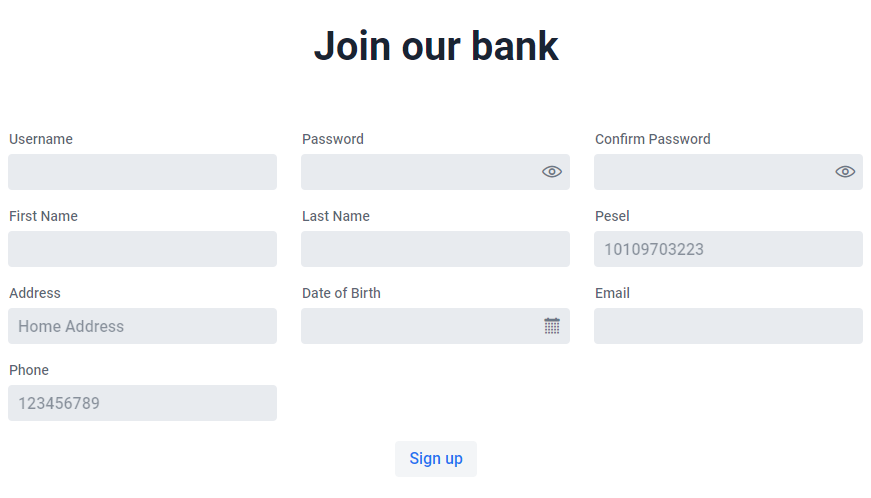 Join our bank
Username
Password
Confirm Password
First Name
Last Name
Pesel
10109703223
Address
Date of Birth
Email
Home Address
Phone
123456789
Sign up